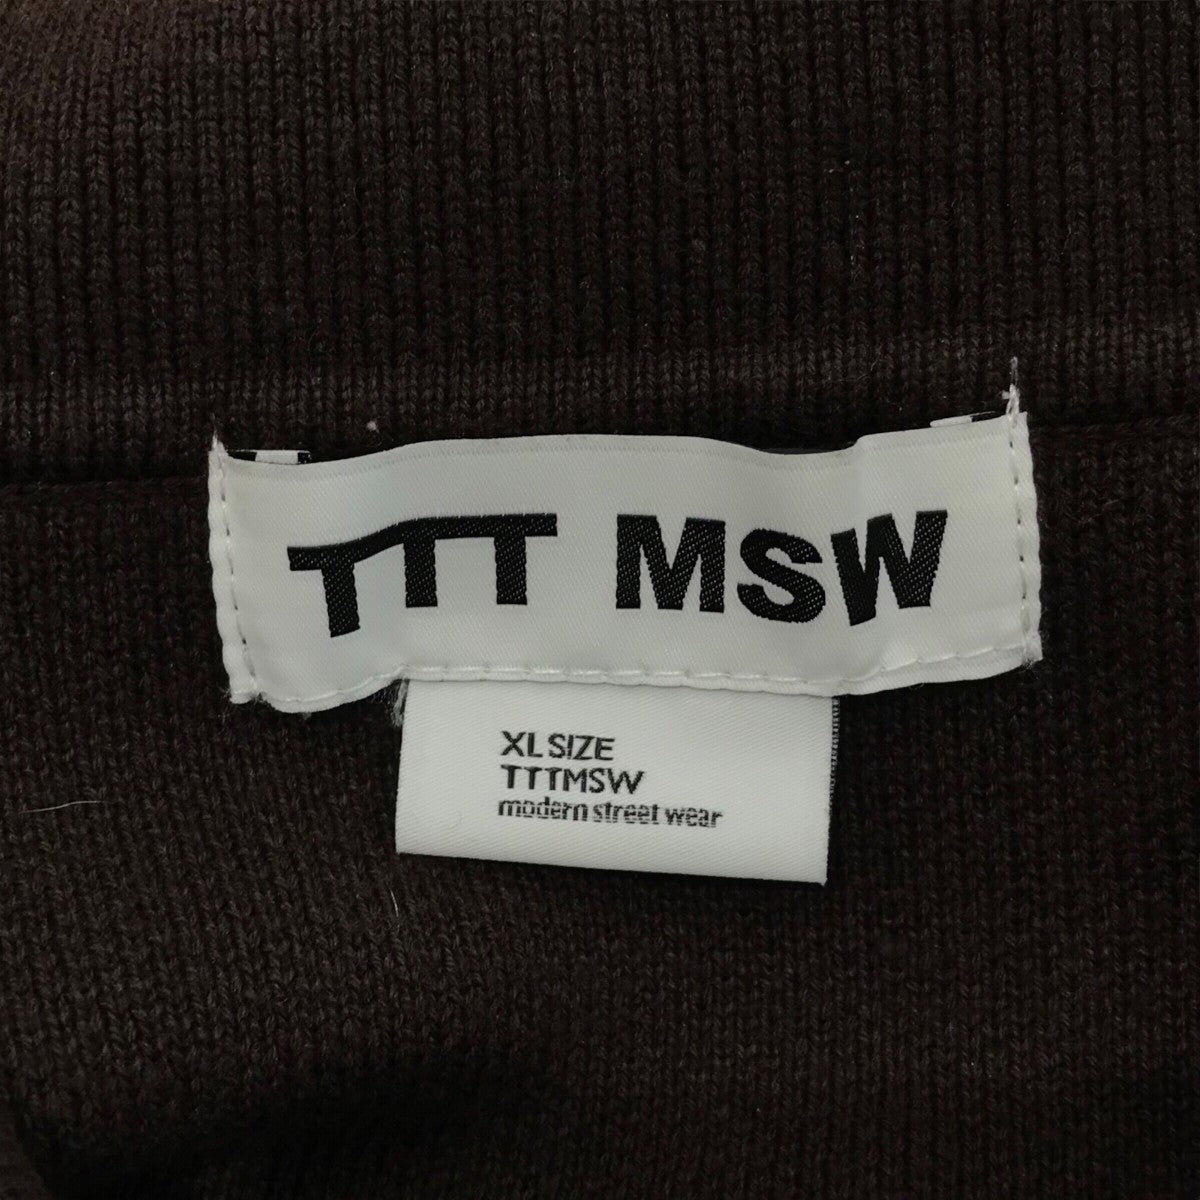 TTT MSW
XL SIZE
TTTMSW
modern street wear